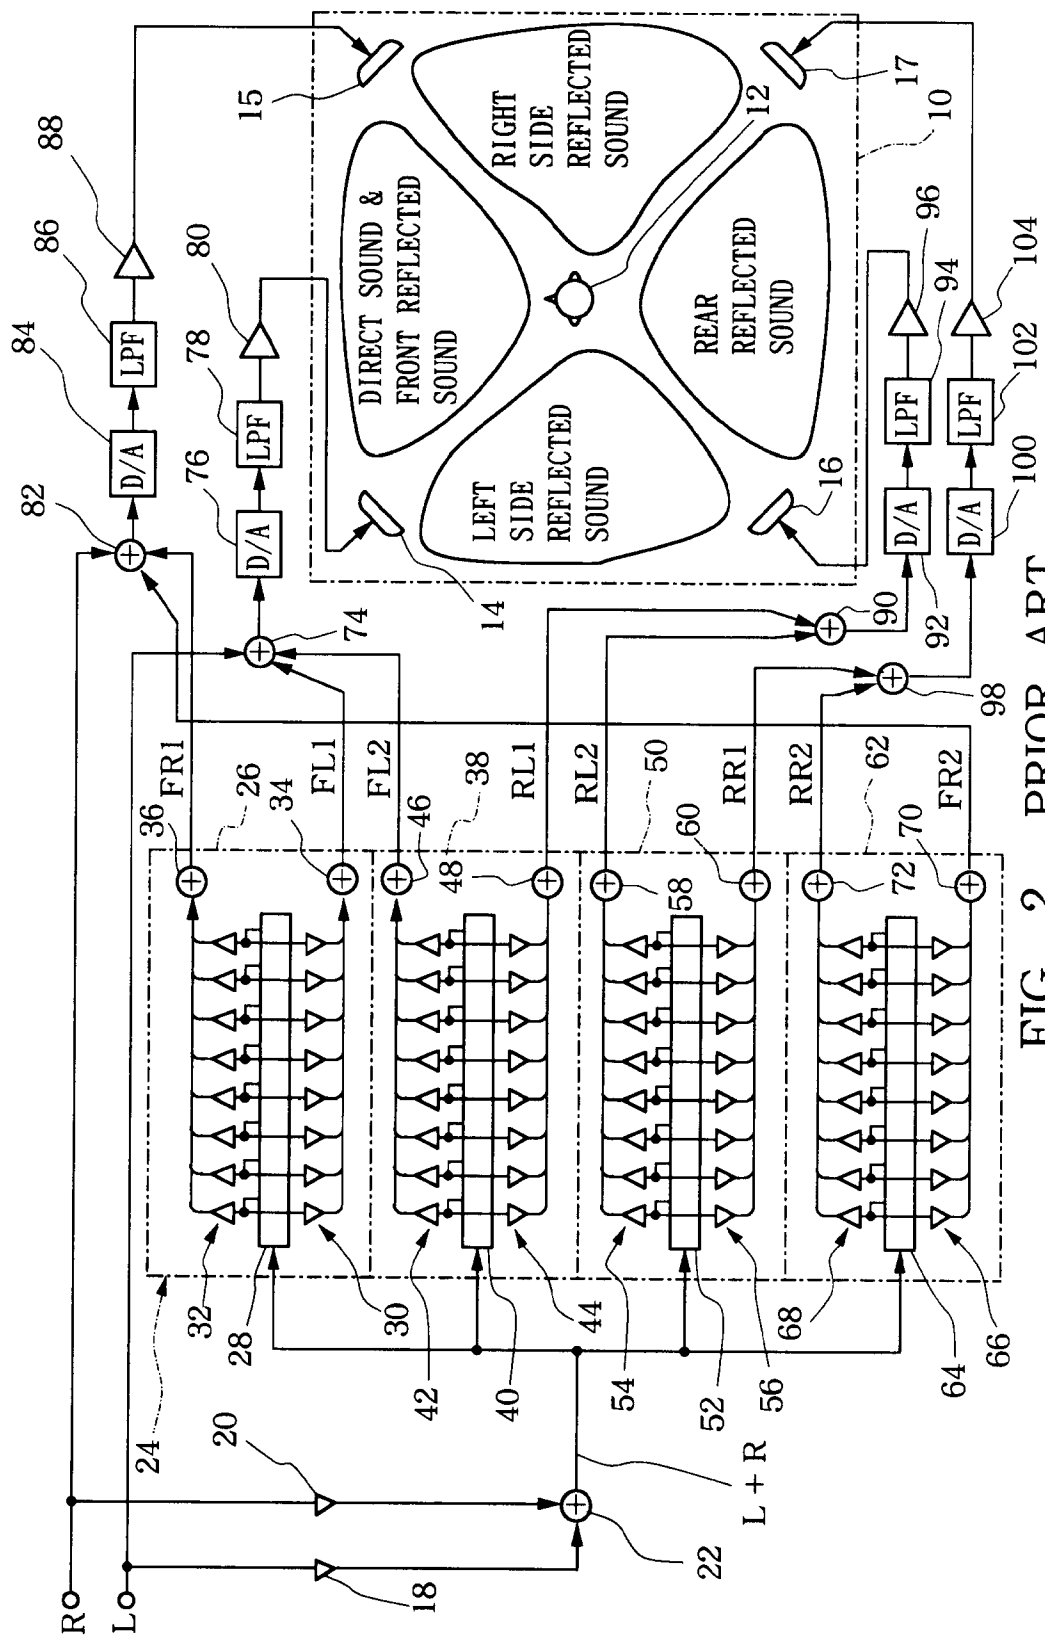 R
L
18
20
22
L + R
24
26
28
30
32
34
36
FR1
FL1
38
40
42
44
46
48
FL2
RL1
50
52
54
56
58
60
RL2
RR1
62
64
66
68
70
72
RR2
FR2
74
76
D/A
78
LPF
80
82
84
D/A
86
LPF
88
90
92
D/A
94
LPF
96
98
100
D/A
102
LPF
104
14
15
16
17
12
10
DIRECT SOUND &
FRONT REFLECTED
SOUND
LEFT
SIDE
REFLECTED
SOUND
RIGHT
SIDE
REFLECTED
SOUND
REAR
REFLECTED
SOUND
FIG. 2 PRIOR ART